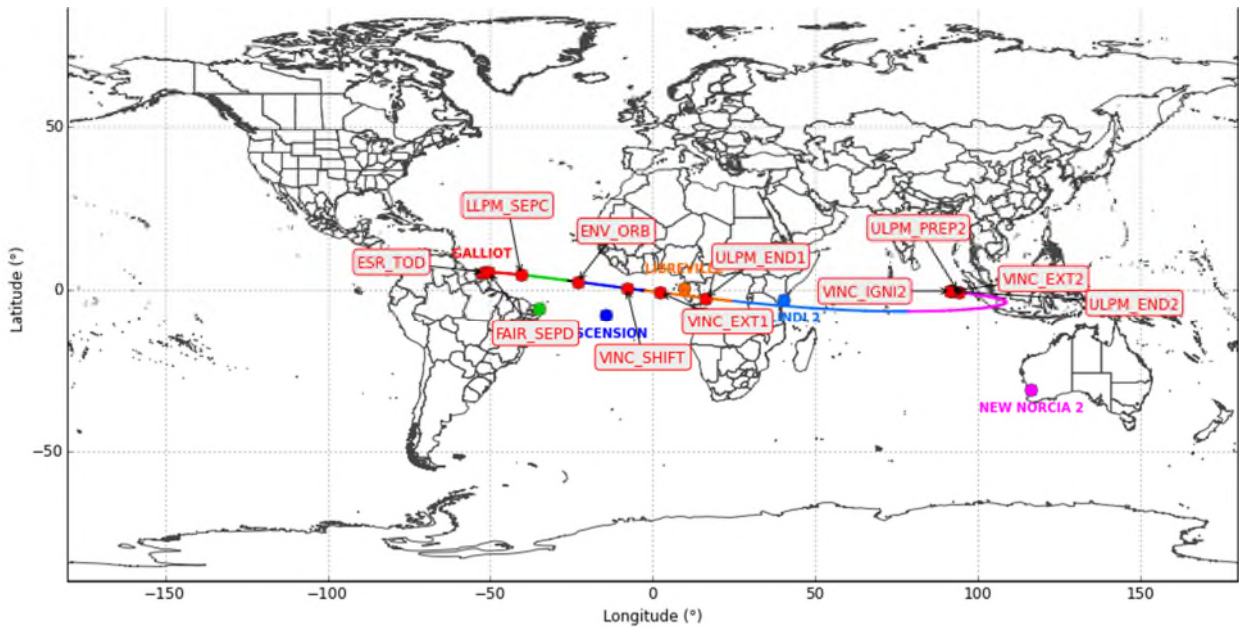 50
0
−50
Latitude (°)
LLPM_SEPC
ENV_ORB
ULPM_PREP2
ULPM_END1
GALLIOT
ESR_TOD
LIBREVILLE
VINC_EXT2
VINC_IGNI2
ULPM_END2
FAIR_SEPD
SCENSION
VINC_EXT1
INDI 2
VINC_SHIFT
NEW NORCIA 2
−150
−100
−50
0
50
100
150
Longitude (°)